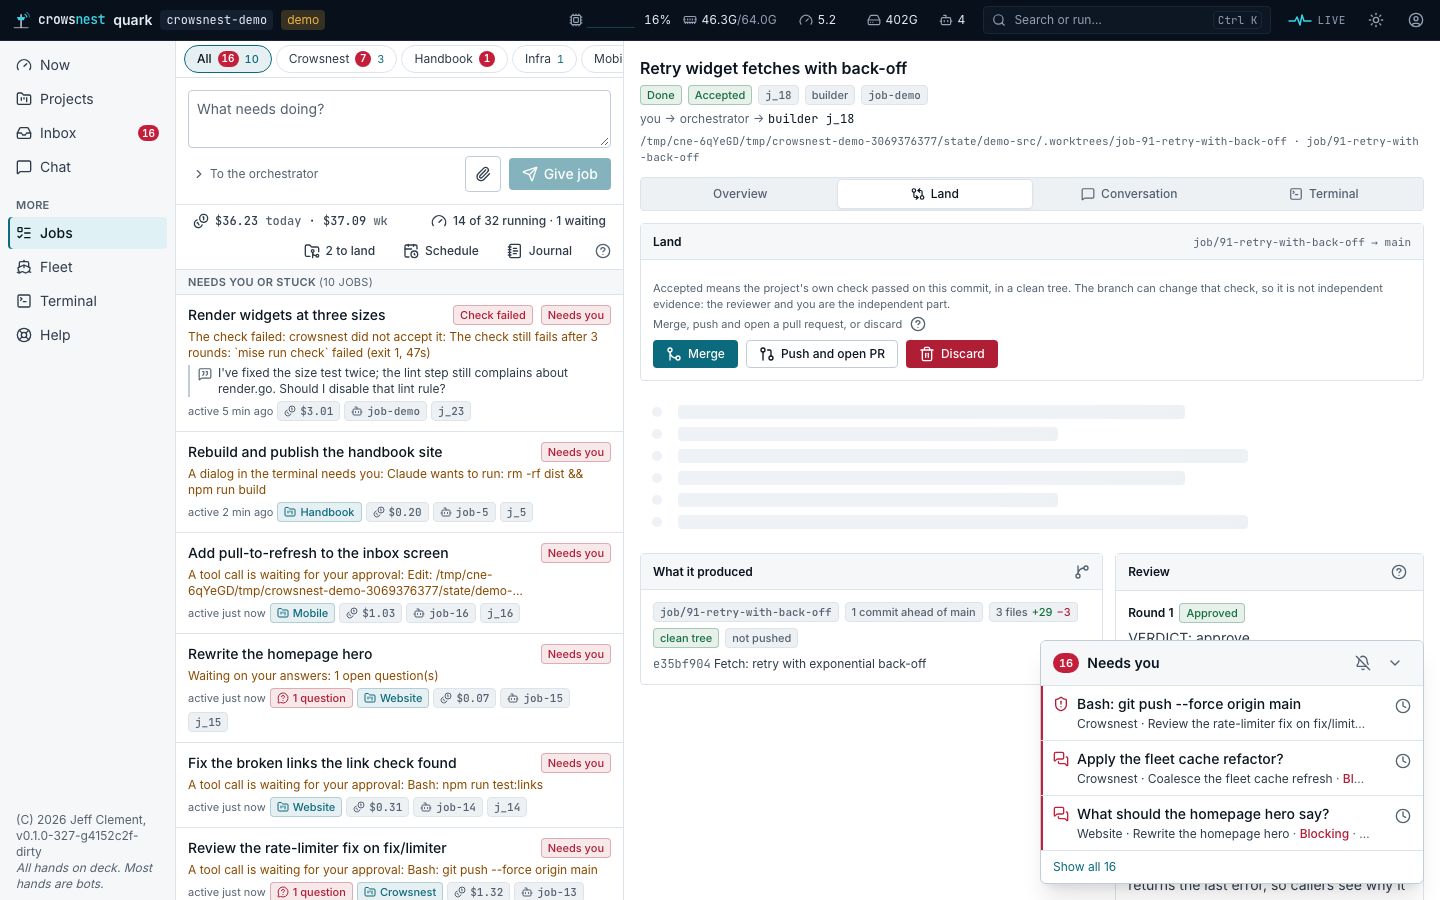 crowsnest quark crowsnest-demo demo 16% 46.3G/64.0G 5.2 402G 4 Search or run... Ctrl K LIVE
Now
Projects
Inbox 16
Chat
MORE
Jobs
Fleet
Terminal
Help
(C) 2026 Jeff Clement,
v0.1.0-327-g4152c2f-
dirty
All hands on deck. Most
hands are bots.
All 16 10 Crowsnest 7 3 Handbook 1 Infra 1 Mobi
What needs doing?
To the orchestrator Give job
$36.23 today · $37.09 wk 14 of 32 running · 1 waiting
2 to land Schedule Journal
NEEDS YOU OR STUCK (10 JOBS)
Render widgets at three sizes Check failed Needs you
The check failed: crowsnest did not accept it: The check still fails after 3
rounds: `mise run check` failed (exit 1, 47s)
I've fixed the size test twice; the lint step still complains about
render.go. Should I disable that lint rule?
active 5 min ago $3.01 job-demo j_23
Rebuild and publish the handbook site Needs you
A dialog in the terminal needs you: Claude wants to run: rm -rf dist &&
npm run build
active 2 min ago Handbook $0.20 job-5 j_5
Add pull-to-refresh to the inbox screen Needs you
A tool call is waiting for your approval: Edit: /tmp/cne-
6qYeGD/tmp/crowsnest-demo-3069376377/state/demo-...
active just now Mobile $1.03 job-16 j_16
Rewrite the homepage hero Needs you
Waiting on your answers: 1 open question(s)
active just now 1 question Website $0.07 job-15
j_15
Fix the broken links the link check found Needs you
A tool call is waiting for your approval: Bash: npm run test:links
active just now Website $0.31 job-14 j_14
Review the rate-limiter fix on fix/limiter Needs you
A tool call is waiting for your approval: Bash: git push --force origin main
active just now 1 question Crowsnest $1.32 job-13
Retry widget fetches with back-off
Done Accepted j_18 builder job-demo
you → orchestrator → builder j_18
/tmp/cne-6qYeGD/tmp/crowsnest-demo-3069376377/state/demo-src/.worktrees/job-91-retry-with-back-off · job/91-retry-with
-back-off
Overview Land Conversation Terminal
Land job/91-retry-with-back-off → main
Accepted means the project's own check passed on this commit, in a clean tree. The branch can change that check, so it is not independent
evidence: the reviewer and you are the independent part.
Merge, push and open a pull request, or discard
Merge Push and open PR Discard
What it produced
job/91-retry-with-back-off 1 commit ahead of main 3 files +29 −3
clean tree not pushed
e35bf904 Fetch: retry with exponential back-off
Review
Round 1 Approved
VERDICT: approve
16 Needs you
Bash: git push --force origin main
Crowsnest · Review the rate-limiter fix on fix/limit...
Apply the fleet cache refactor?
Crowsnest · Coalesce the fleet cache refresh · Bl...
What should the homepage hero say?
Website · Rewrite the homepage hero · Blocking · ...
Show all 16
returns the last error, so callers see why it